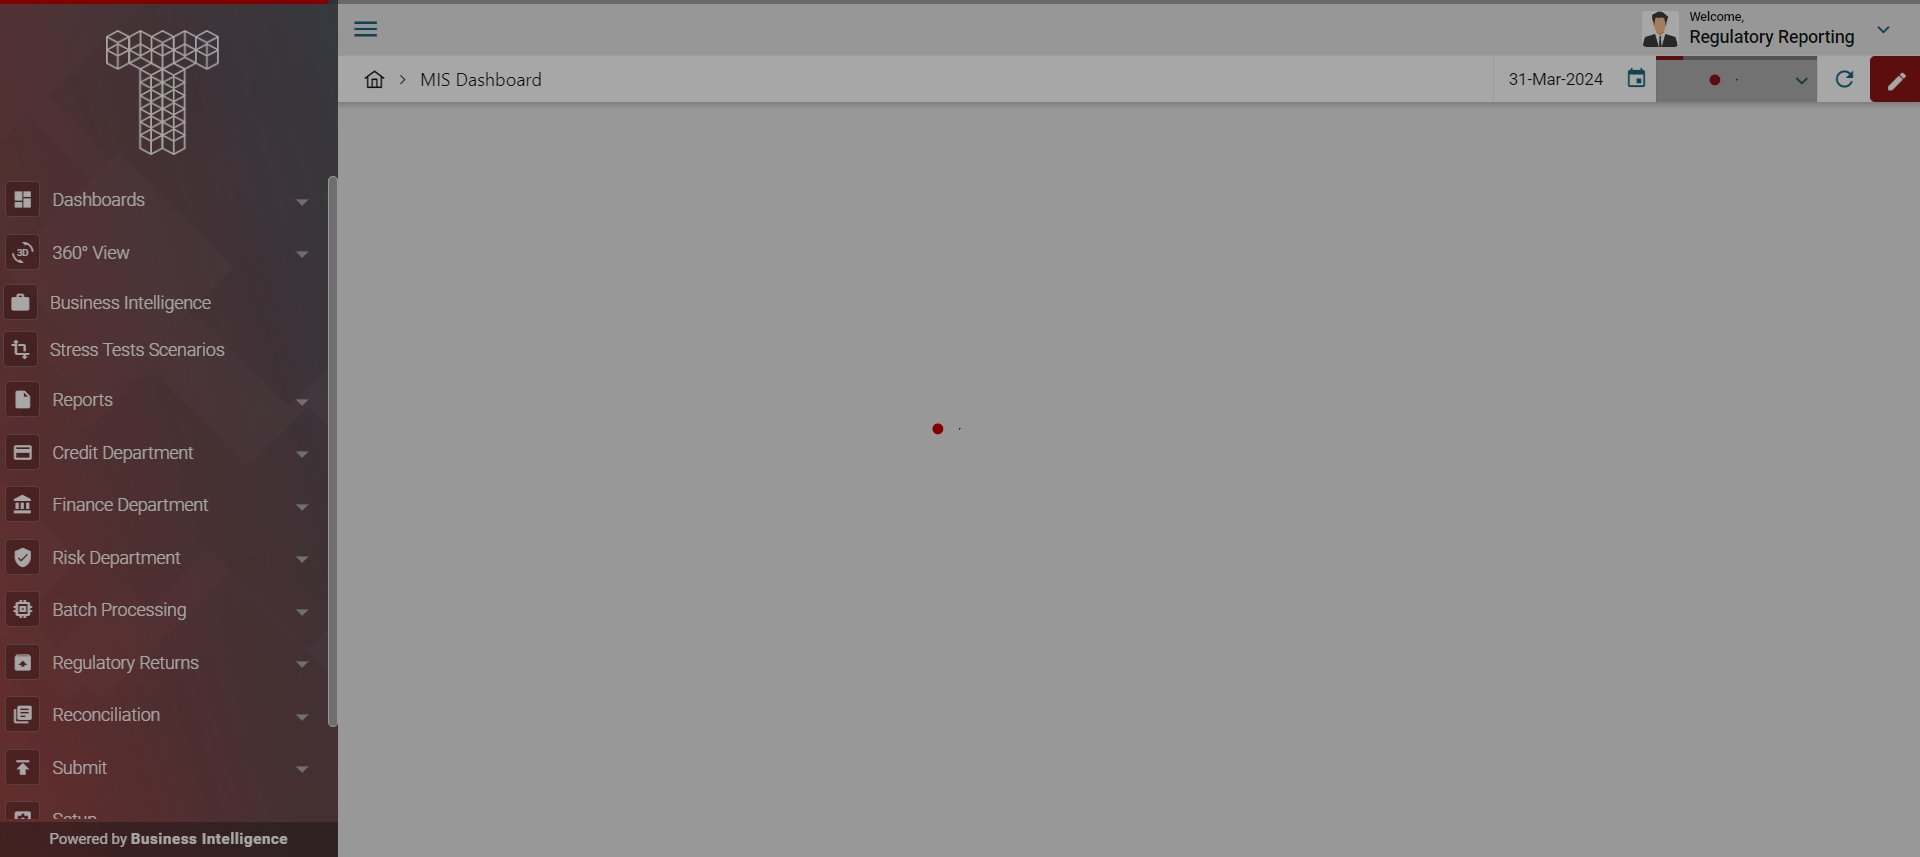 Welcome,
Regulatory Reporting
MIS Dashboard
31-Mar-2024
Dashboards
3D
360° View
Business Intelligence
Stress Tests Scenarios
Reports
Credit Department
Finance Department
Risk Department
Batch Processing
Regulatory Returns
Reconciliation
Submit
Setup
Powered by Business Intelligence